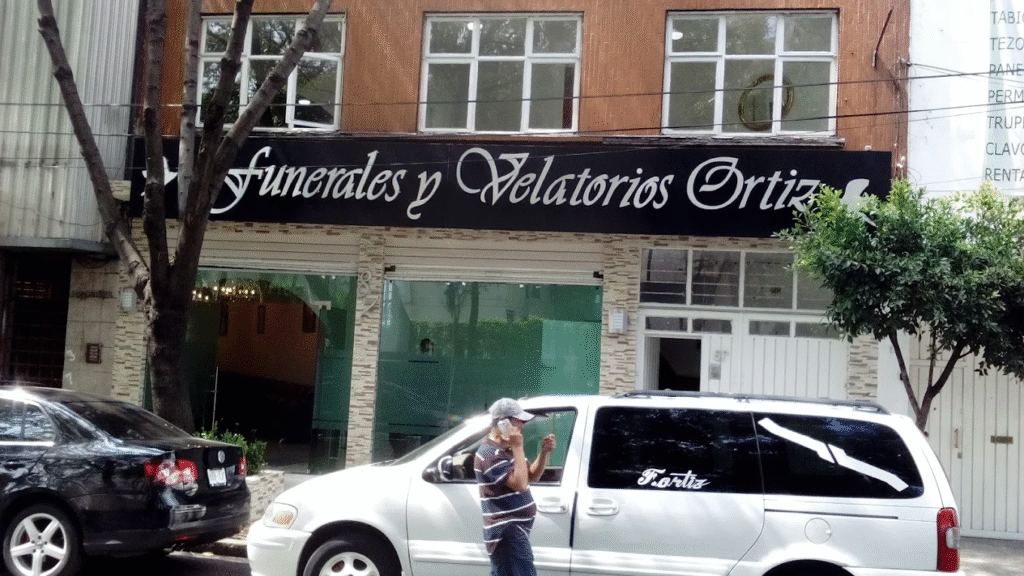 Funerales y Velatorios Ortiz
TABI
TEZO
PANE
PERM
TRUP
CLAVO
RENTA
F.ortiz